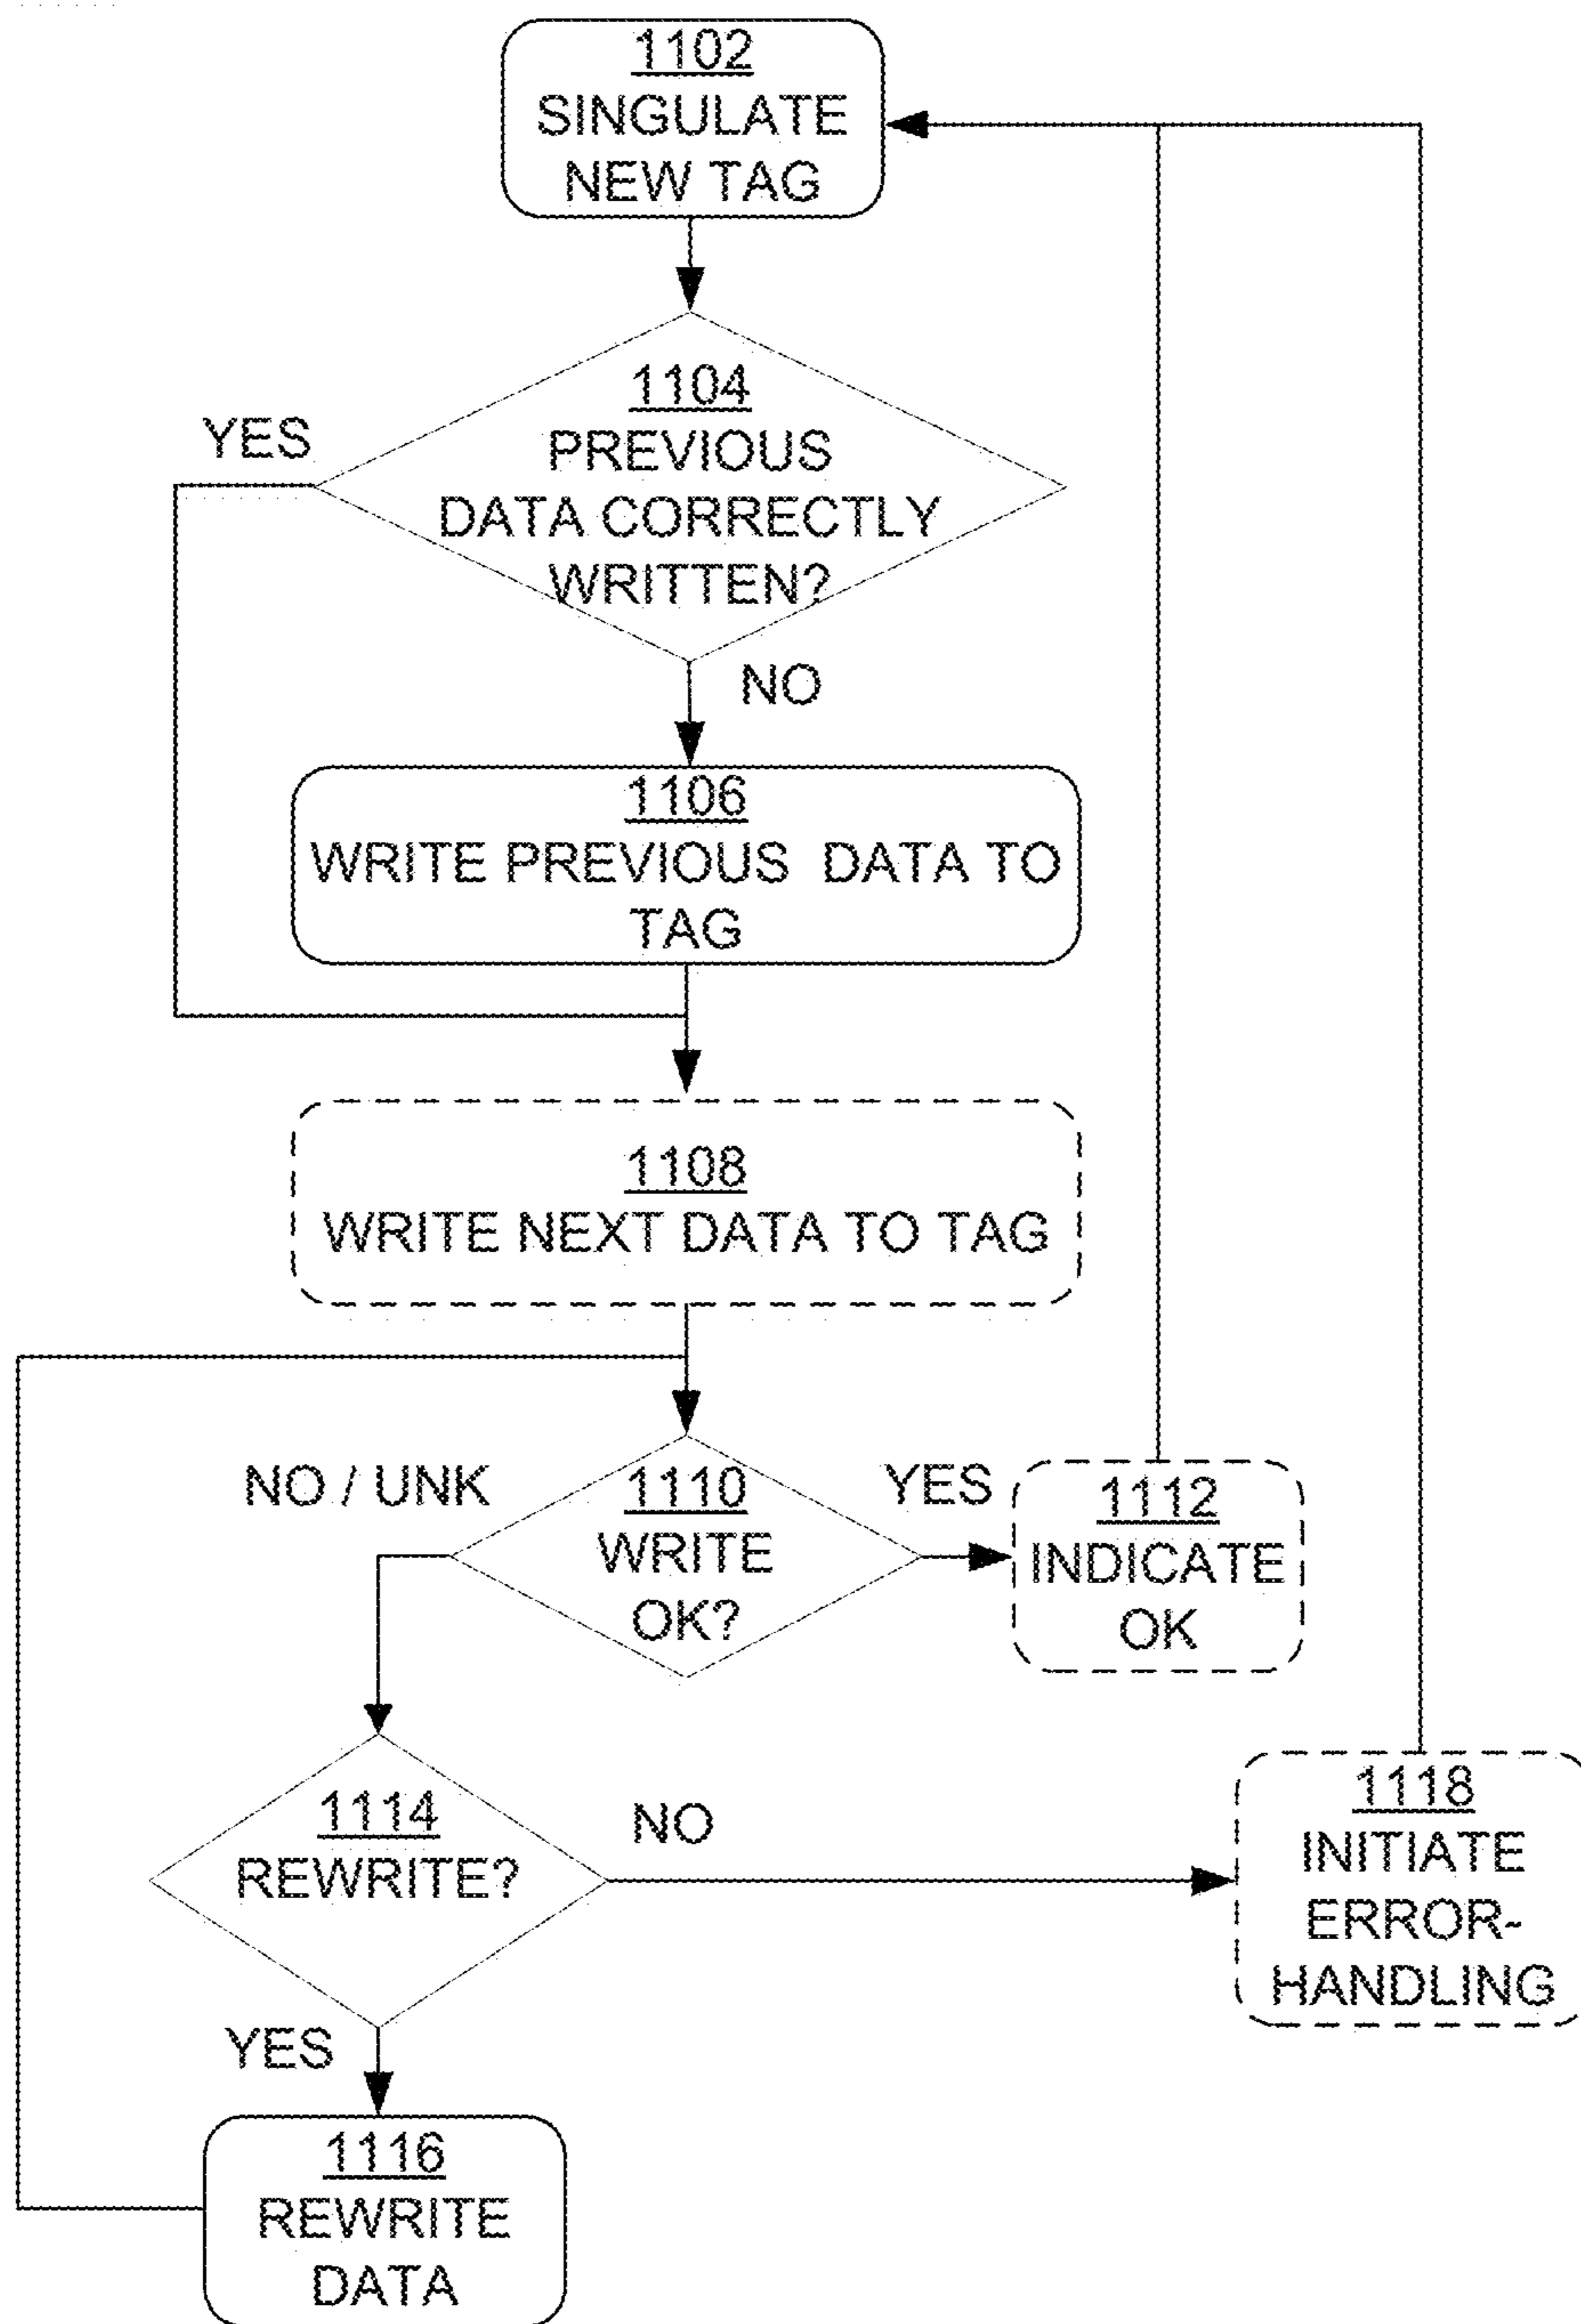 1102
SINGULATE
NEW TAG
1104
PREVIOUS
DATA CORRECTLY
WRITTEN?
YES
NO
1106
WRITE PREVIOUS DATA TO
TAG
1108
WRITE NEXT DATA TO TAG
NO / UNK
1110
WRITE
OK?
YES
1112
INDICATE
OK
1114
REWRITE?
NO
1118
INITIATE
ERROR-
HANDLING
YES
1116
REWRITE
DATA